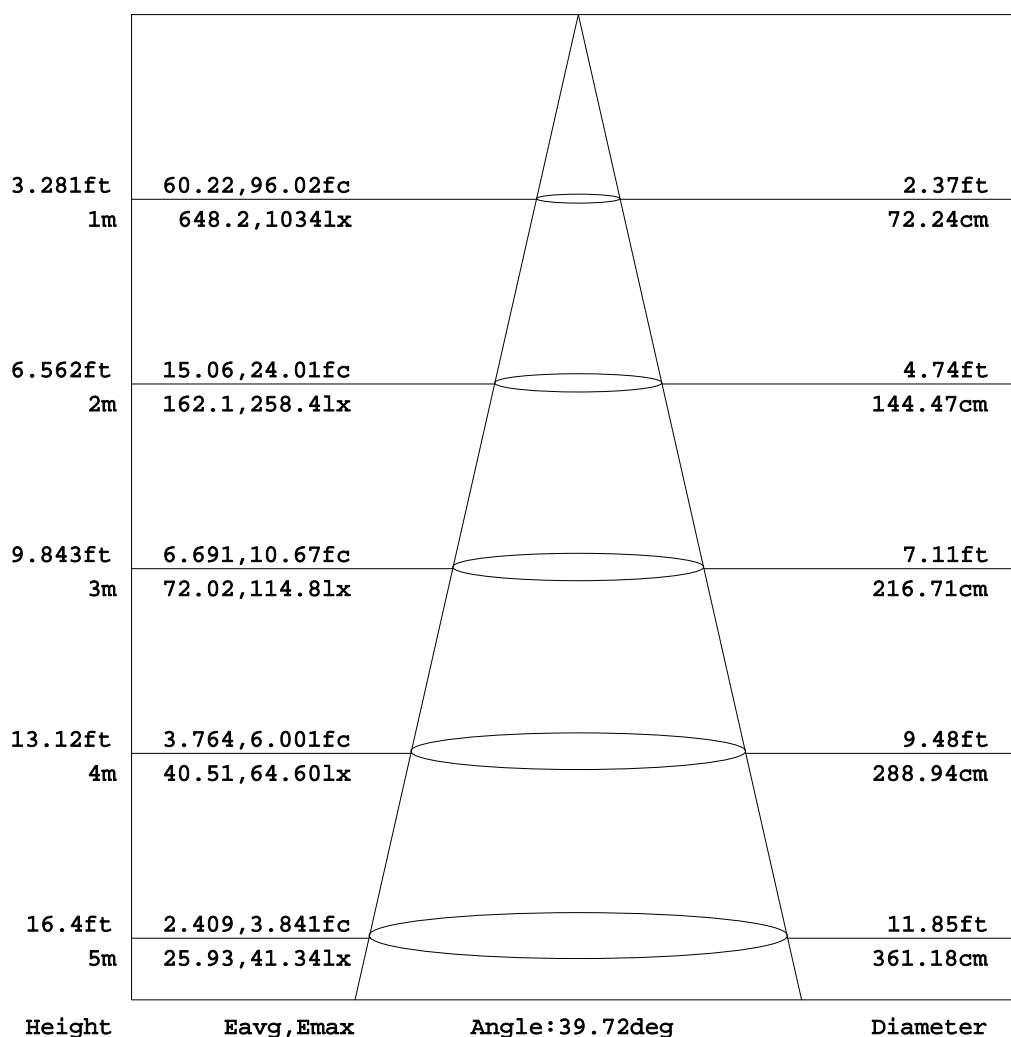 3.281ft 60.22,96.02fc 2.37ft
1m 648.2,1034lx 72.24cm
6.562ft 15.06,24.01fc 4.74ft
2m 162.1,258.4lx 144.47cm
9.843ft 6.691,10.67fc 7.11ft
3m 72.02,114.8lx 216.71cm
13.12ft 3.764,6.001fc 9.48ft
4m 40.51,64.60lx 288.94cm
16.4ft 2.409,3.841fc 11.85ft
5m 25.93,41.34lx 361.18cm
Height Eavg,Emax Angle:39.72deg Diameter